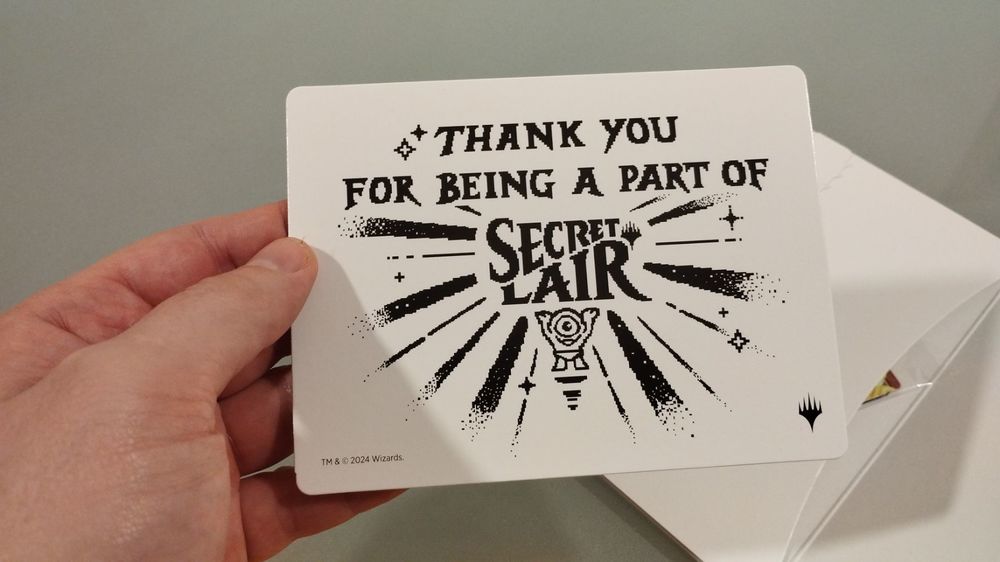 THANK YOU
FOR BEING A PART OF
SECRET
LAIR
TM & © 2024 Wizards.